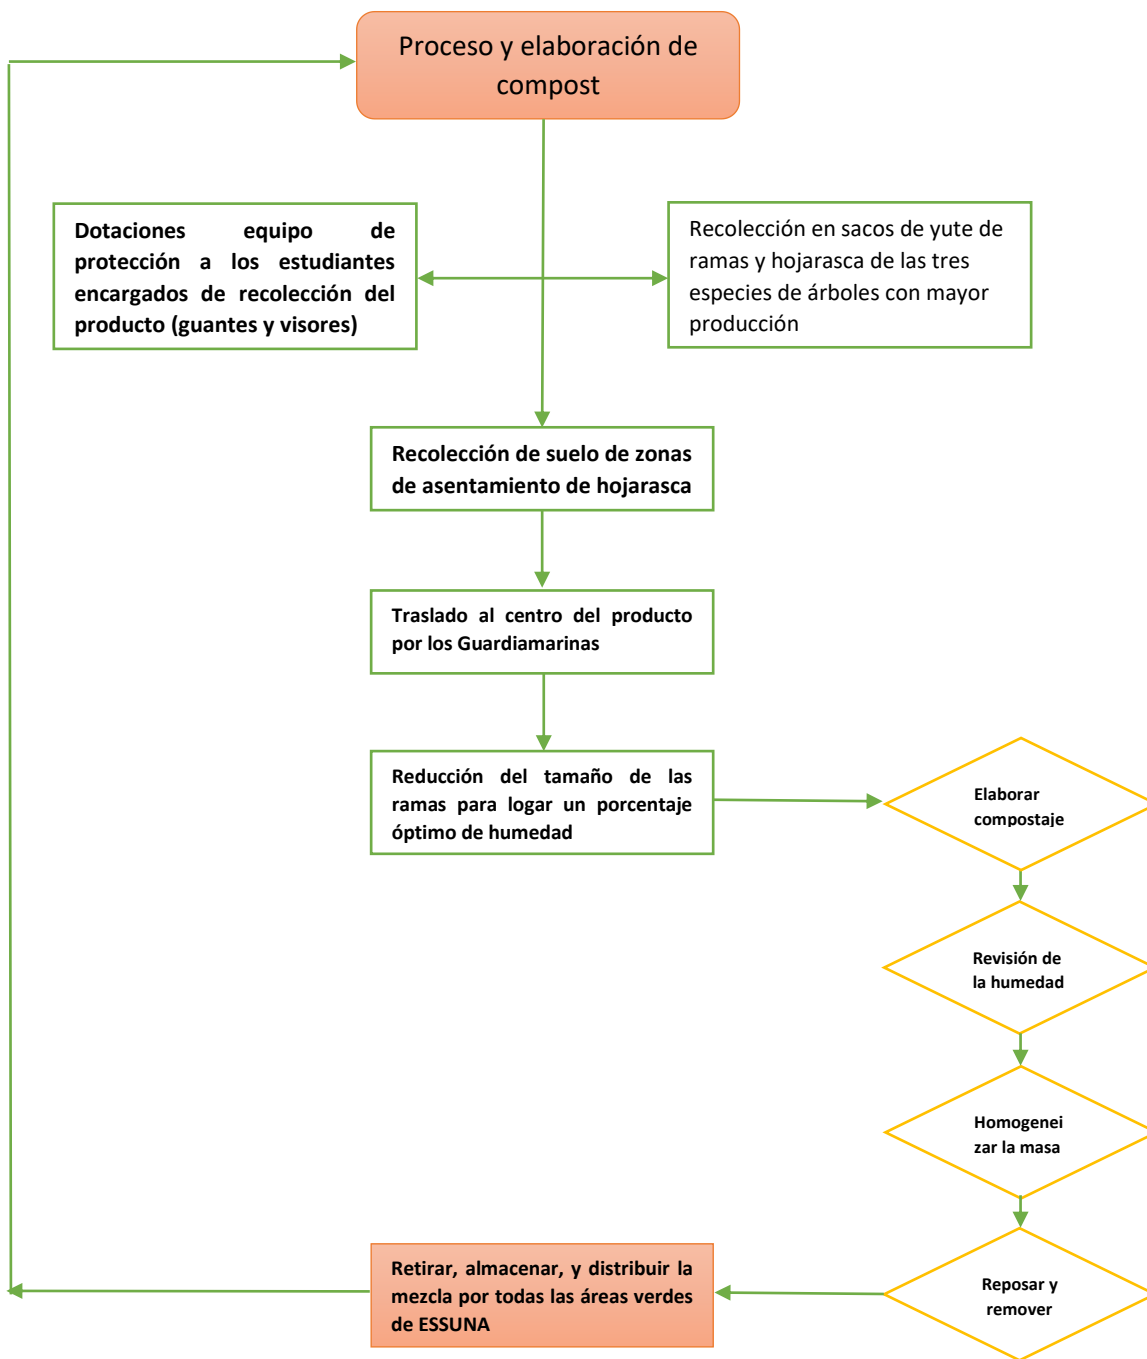 Proceso y elaboración de
compost
Dotaciones equipo de
protección a los estudiantes
encargados de recolección del
producto (guantes y visores)
Recolección en sacos de yute de
ramas y hojarasca de las tres
especies de árboles con mayor
producción
Recolección de suelo de zonas
de asentamiento de hojarasca
Traslado al centro del producto
por los Guardiamarinas
Reducción del tamaño de las
ramas para logar un porcentaje
óptimo de humedad
Elaborar
compostaje
Revisión de
la humedad
Homogenei
zar la masa
Reposar y
remover
Retirar, almacenar, y distribuir la
mezcla por todas las áreas verdes
de ESSUNA